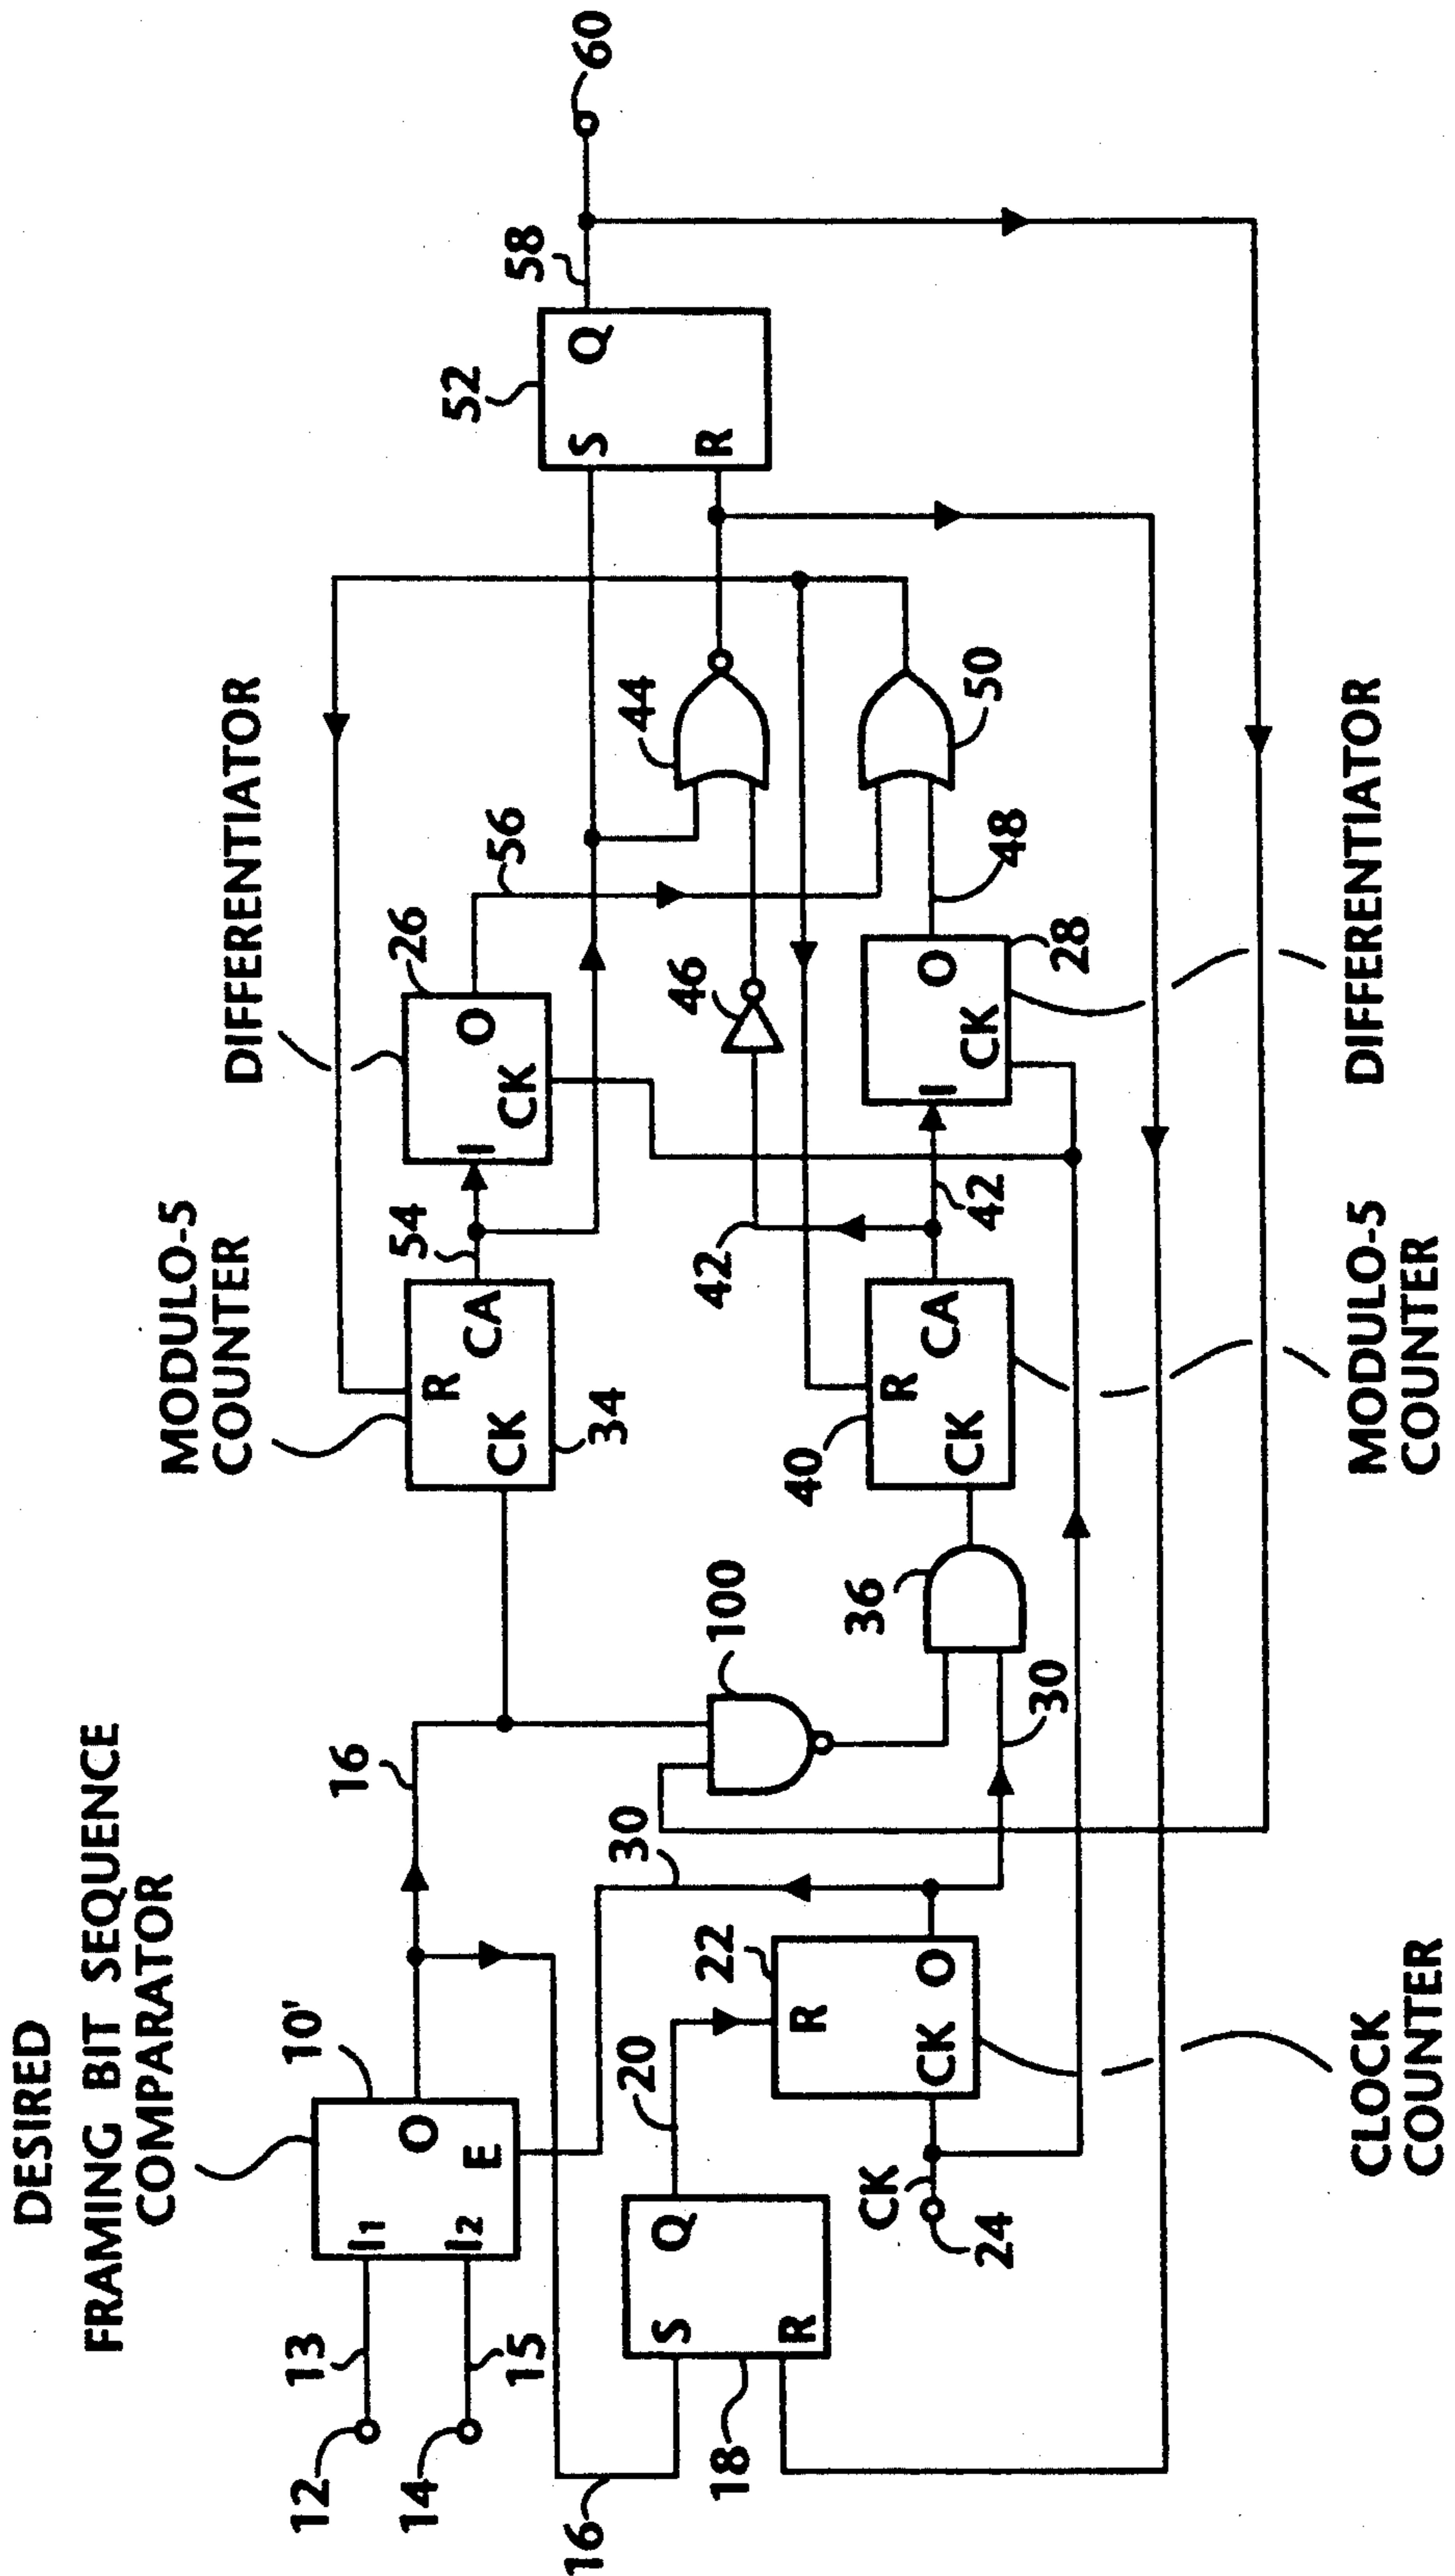 DESIRED
FRAMING BIT SEQUENCE
COMPARATOR
MODULO-5
COUNTER
DIFFERENTIATOR
12
13
14
15
I1
I2
O
E
10'
16
16
18
S
R
Q
20
R
CK
O
22
CK
24
30
30
100
36
R
CK
CA
34
54
I
O
CK
26
56
40
R
CK
CA
42
42
46
44
I
O
CK
28
48
50
S
R
Q
52
58
60
CLOCK
COUNTER
MODULO-5
COUNTER
DIFFERENTIATOR